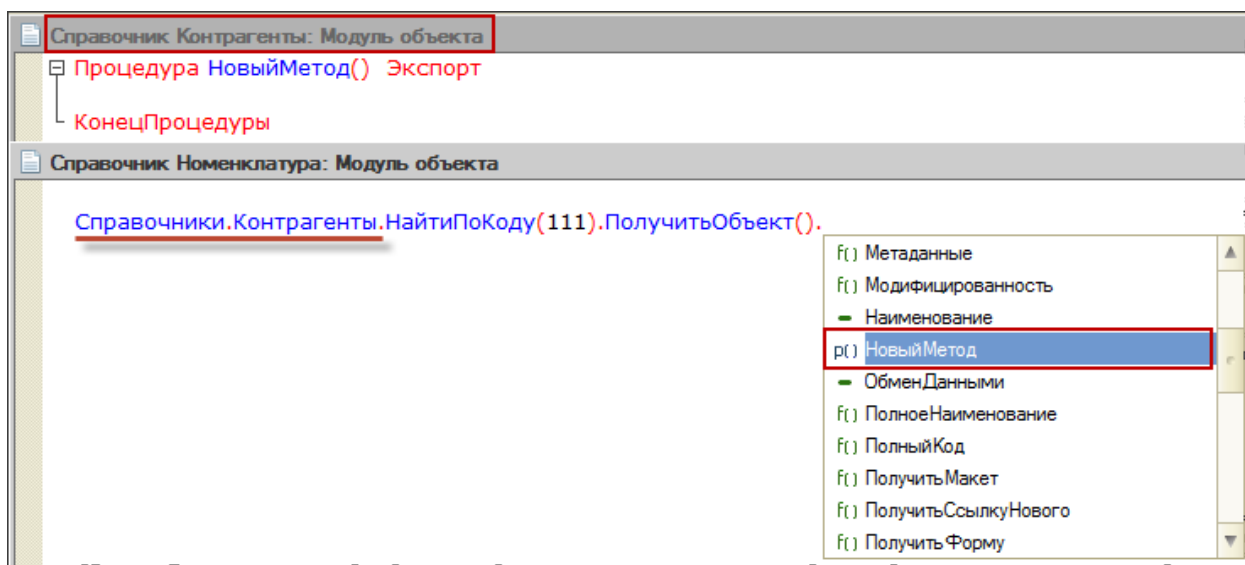 Справочник Контрагенты: Модуль объекта
Процедура НовыйМетод() Экспорт
КонецПроцедуры
Справочник Номенклатура: Модуль объекта
Справочники.Контрагенты.НайтиПоКоду(111).ПолучитьОбъект().
f() Метаданные
f() Модифицированность
Наименование
p() НовыйМетод
ОбменДанными
f() ПолноеНаименование
f() ПолныйКод
f() ПолучитьМакет
f() ПолучитьСсылкуНового
f() ПолучитьФорму